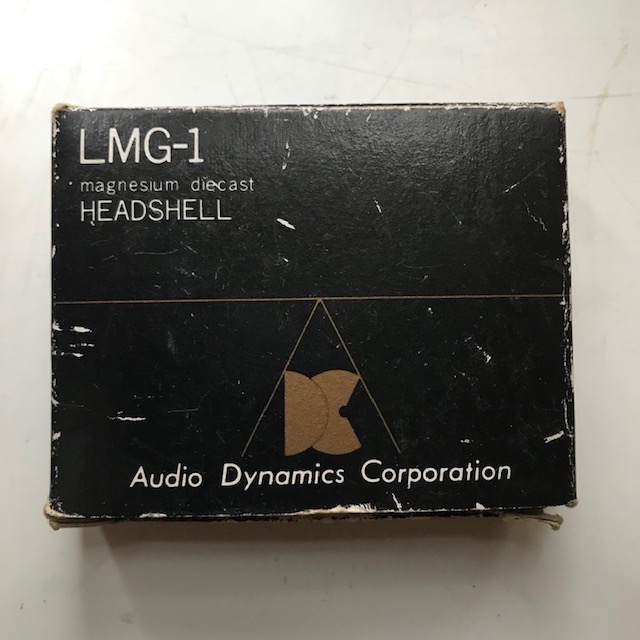 LMG-1
magnesium diecast
HEADSHELL
Audio Dynamics Corporation